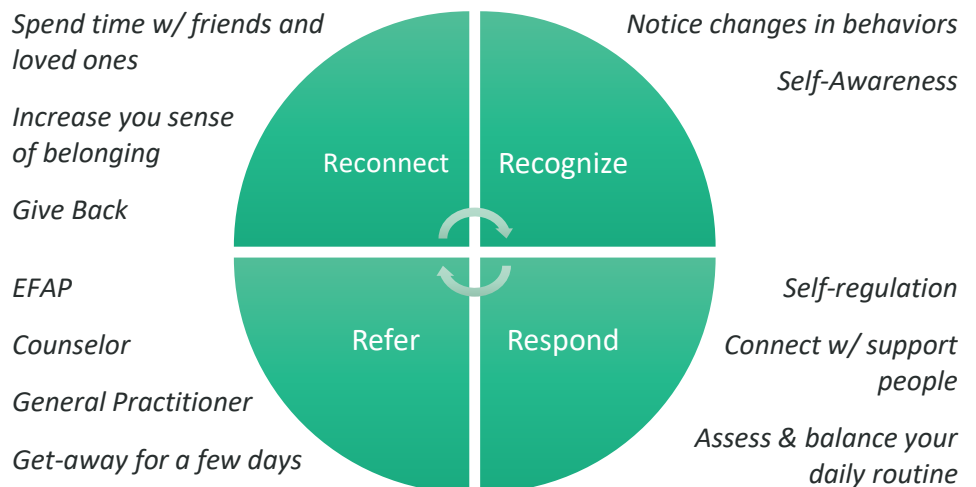 Spend time w/ friends and
loved ones
Increase you sense
of belonging
Give Back
Reconnect
Notice changes in behaviors
Self-Awareness
Recognize
EFAP
Counselor
General Practitioner
Get-away for a few days
Refer
Respond
Self-regulation
Connect w/ support
people
Assess & balance your
daily routine